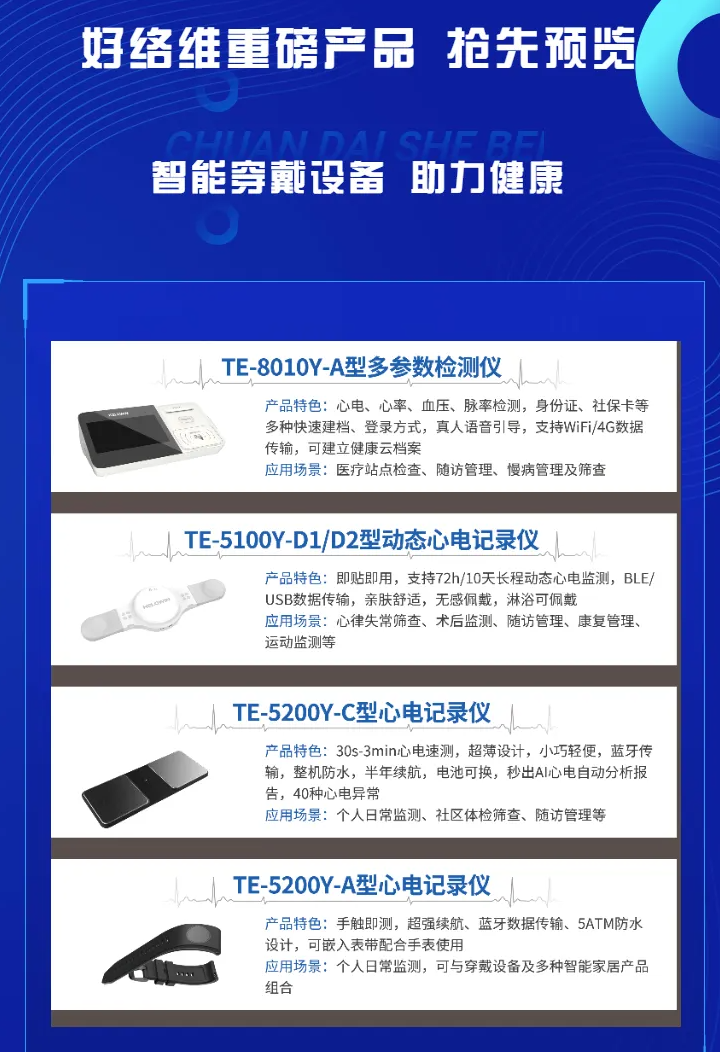 好络维重磅产品 抢先预览
CHUAN DAI SHE BEI
智能穿戴设备 助力健康
TE-8010Y-A型多参数检测仪
产品特色：心电、心率、血压、脉率检测，身份证、社保卡等
多种快速建档、登录方式，真人语音引导，支持WiFi/4G数据
传输，可建立健康云档案
应用场景：医疗站点检查、随访管理、慢病管理及筛查
TE-5100Y-D1/D2型动态心电记录仪
产品特色：即贴即用，支持72h/10天长程动态心电监测，BLE/
USB数据传输，亲肤舒适，无感佩戴，淋浴可佩戴
应用场景：心律失常筛查、术后监测、随访管理、康复管理、
运动监测等
TE-5200Y-C型心电记录仪
产品特色：30s-3min心电速测，超薄设计，小巧轻便，蓝牙传
输，整机防水，半年续航，电池可换，秒出AI心电自动分析报
告，40种心电异常
应用场景：个人日常监测、社区体检筛查、随访管理等
TE-5200Y-A型心电记录仪
产品特色：手触即测，超强续航、蓝牙数据传输、5ATM防水
设计，可嵌入表带配合手表使用
应用场景：个人日常监测，可与穿戴设备及多种智能家居产品
组合